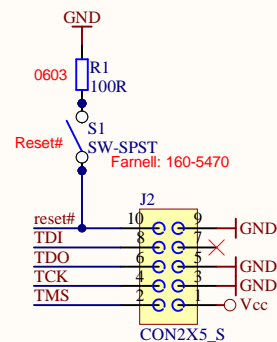 GND
0603
R1
100R
S1
Reset#
SW-SPST
Farnell: 160-5470
J2
reset# 10 9 GND
TDI 8 7
TDO 6 5 GND
TCK 4 3 GND
TMS 2 1 Vcc
CON2X5_S